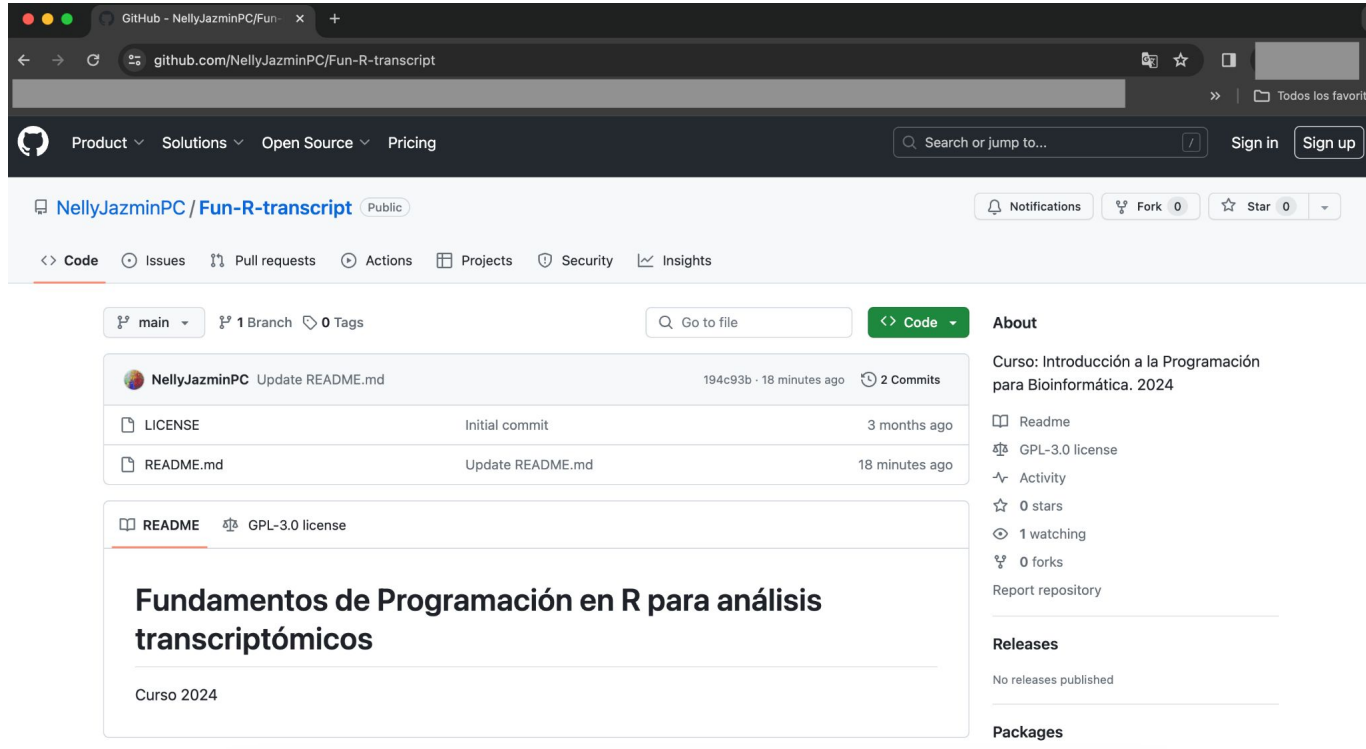 GitHub - NellyJazminPC/Fun-
github.com/NellyJazminPC/Fun-R-transcript
» Todos los favorit
Product Solutions Open Source Pricing Search or jump to... / Sign in Sign up
NellyJazminPC / Fun-R-transcript Public Notifications Fork 0 Star 0
<> Code Issues Pull requests Actions Projects Security Insights
main 1 Branch 0 Tags Go to file <> Code
NellyJazminPC Update README.md 194c93b · 18 minutes ago 2 Commits
LICENSE Initial commit 3 months ago
README.md Update README.md 18 minutes ago
README GPL-3.0 license
Fundamentos de Programación en R para análisis
transcriptómicos
Curso 2024
About
Curso: Introducción a la Programación
para Bioinformática. 2024
Readme
GPL-3.0 license
Activity
0 stars
1 watching
0 forks
Report repository
Releases
No releases published
Packages